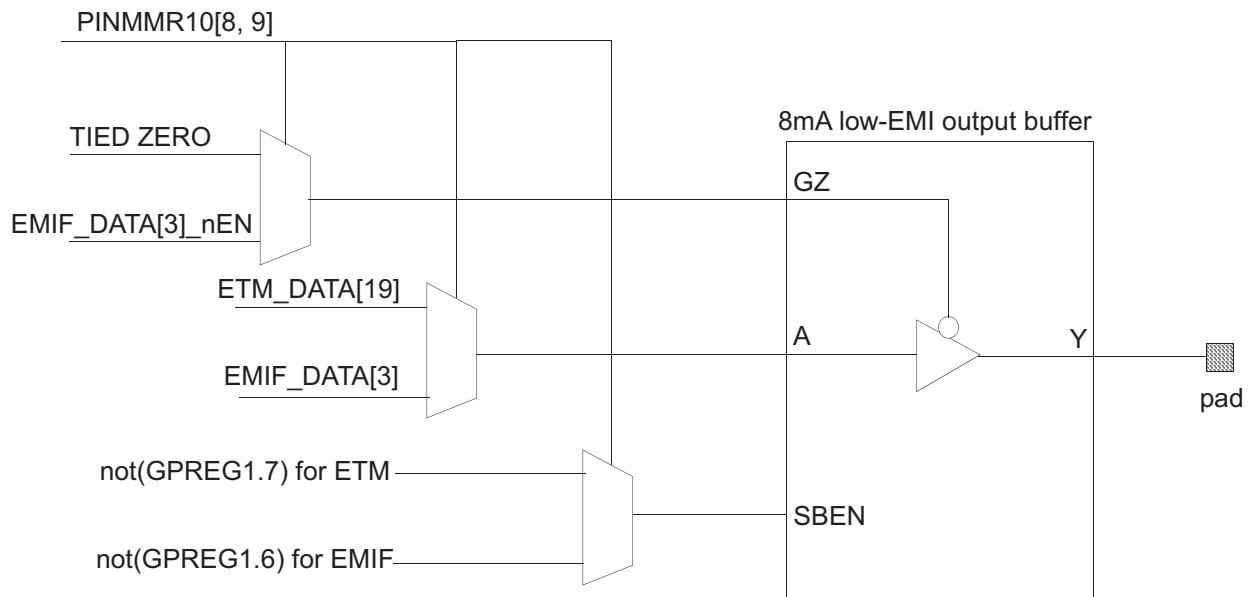 PINMMR10[8, 9]
8mA low-EMI output buffer
TIED ZERO
GZ
EMIF_DATA[3]_nEN
ETM_DATA[19]
A
Y
EMIF_DATA[3]
pad
not(GPREG1.7) for ETM
SBEN
not(GPREG1.6) for EMIF